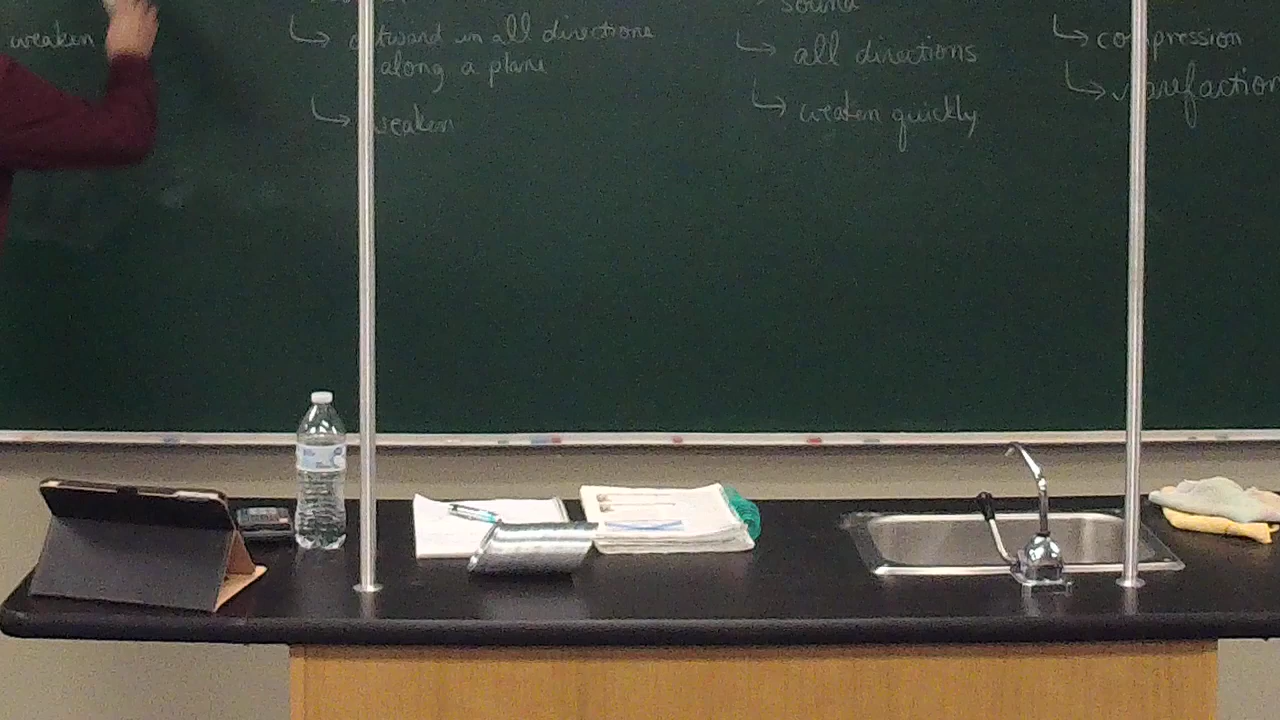 weaken
outward in all directions
along a plane
weaken
sound
all directions
weaken quickly
compression
rarefaction